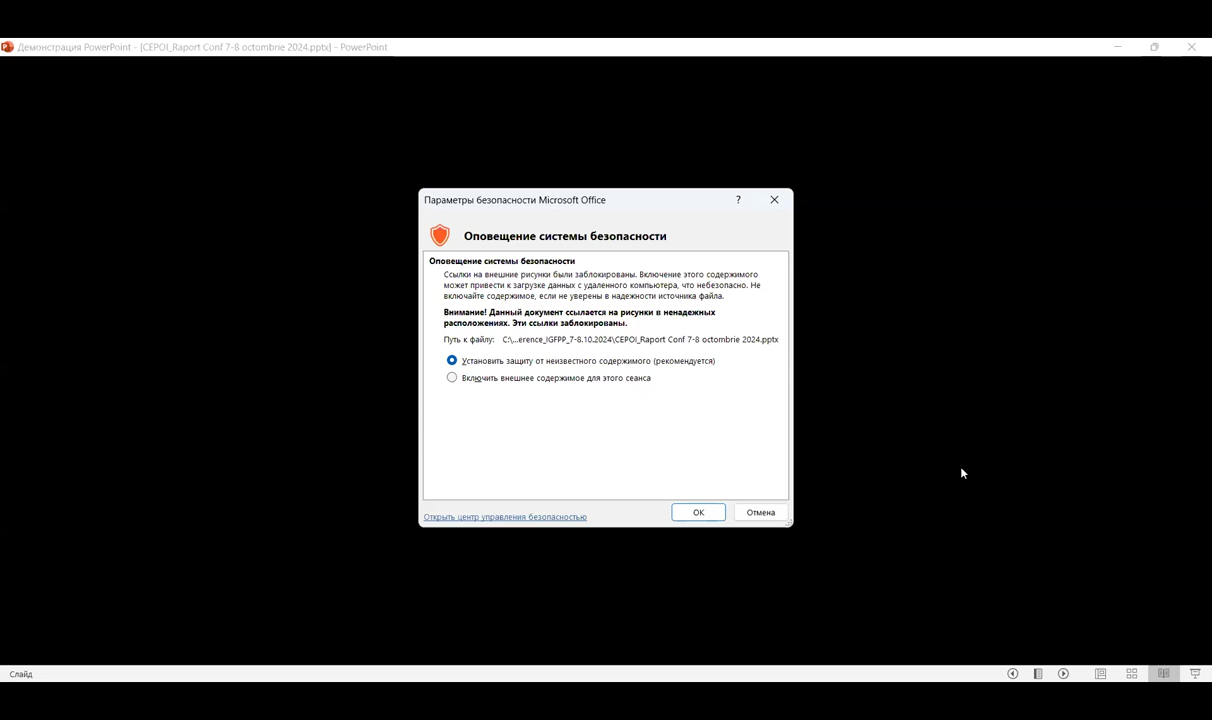 Демонстрация PowerPoint - [CEPOI_Raport Conf 7-8 octombrie 2024.pptx] - PowerPoint
Параметры безопасности Microsoft Office
?
Оповещение системы безопасности
Оповещение системы безопасности
Ссылки на внешние рисунки были заблокированы. Включение этого содержимого
может привести к загрузке данных с удаленного компьютера, что небезопасно. Не
включайте содержимое, если не уверены в надежности источника файла.
Внимание! Данный документ ссылается на рисунки в ненадежных
расположениях. Эти ссылки заблокированы.
Путь к файлу: C:\...erence_IGFPP_7-8.10.2024\CEPOI_Raport Conf 7-8 octombrie 2024.pptx
Установить защиту от неизвестного содержимого (рекомендуется)
Включить внешнее содержимое для этого сеанса
Открыть центр управления безопасностью
ОК
Отмена
Слайд